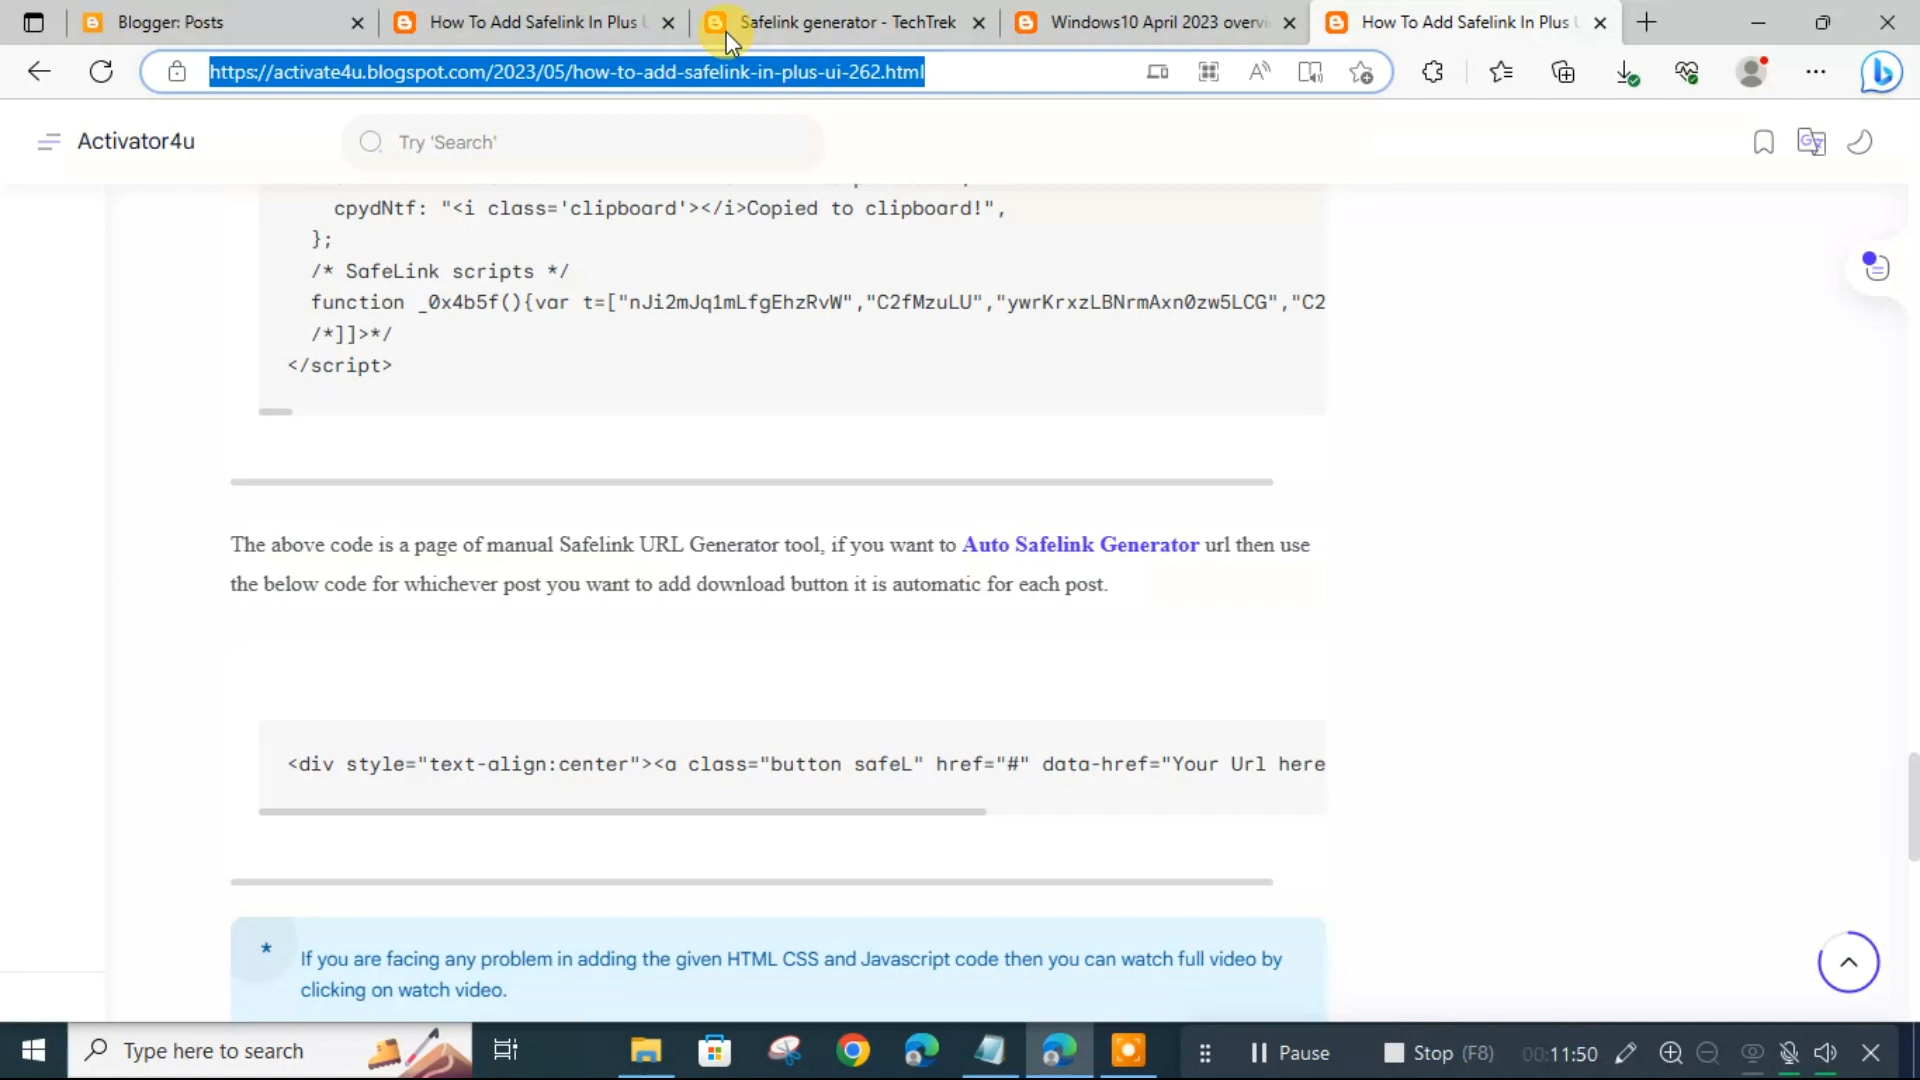 Blogger: Posts
How To Add Safelink In Plus U
Safelink generator - TechTrek
Windows10 April 2023 overvi
How To Add Safelink In Plus U
https://activate4u.blogspot.com/2023/05/how-to-add-safelink-in-plus-ui-262.html
Activator4u
Try 'Search'
cpydNtf: "<i class='clipboard'></i>Copied to clipboard!",
};
/* SafeLink scripts */
function _0x4b5f(){var t=["nJi2mJq1mLfgEhzRvW","C2fMzuLU","ywrKrxzLBNrmAxn0zw5LCG","C2
/*]]>*/
</script>
The above code is a page of manual Safelink URL Generator tool, if you want to Auto Safelink Generator url then use
the below code for whichever post you want to add download button it is automatic for each post.
<div style="text-align:center"><a class="button safeL" href="#" data-href="Your Url here
* If you are facing any problem in adding the given HTML CSS and Javascript code then you can watch full video by
clicking on watch video.
Type here to search
Pause
Stop (F8)
00:11:50